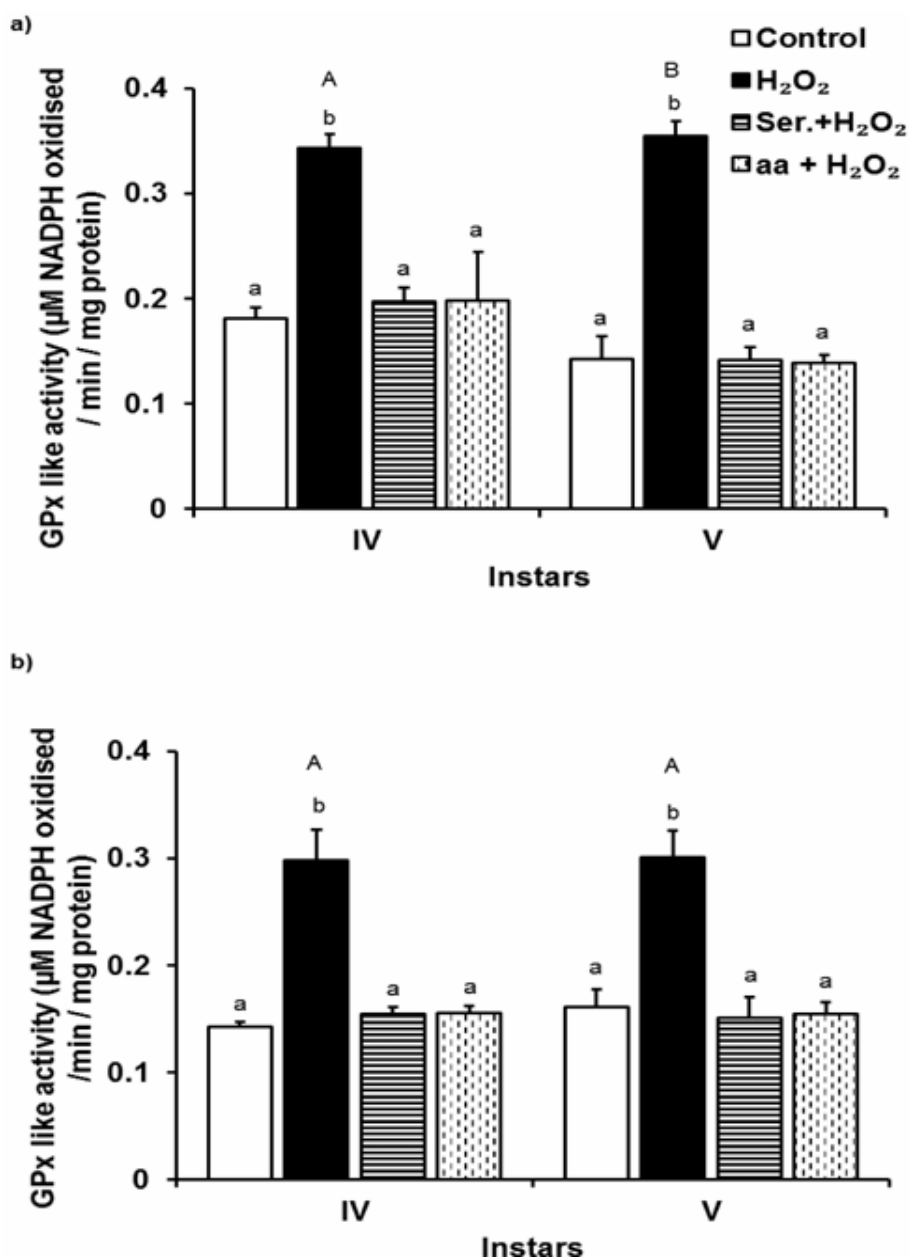 a)
Control
H₂O₂
Ser.+H₂O₂
aa + H₂O₂
GPx like activity (µM NADPH oxidised
/ min / mg protein)
0.4
0.3
0.2
0.1
0
A
b
B
b
a
a
a
a
a
a
IV
V
Instars
b)
GPx like activity (µM NADPH oxidised
/min / mg protein)
0.4
0.3
0.2
0.1
0
A
A
b
b
a
a
a
a
a
a
IV
V
Instars